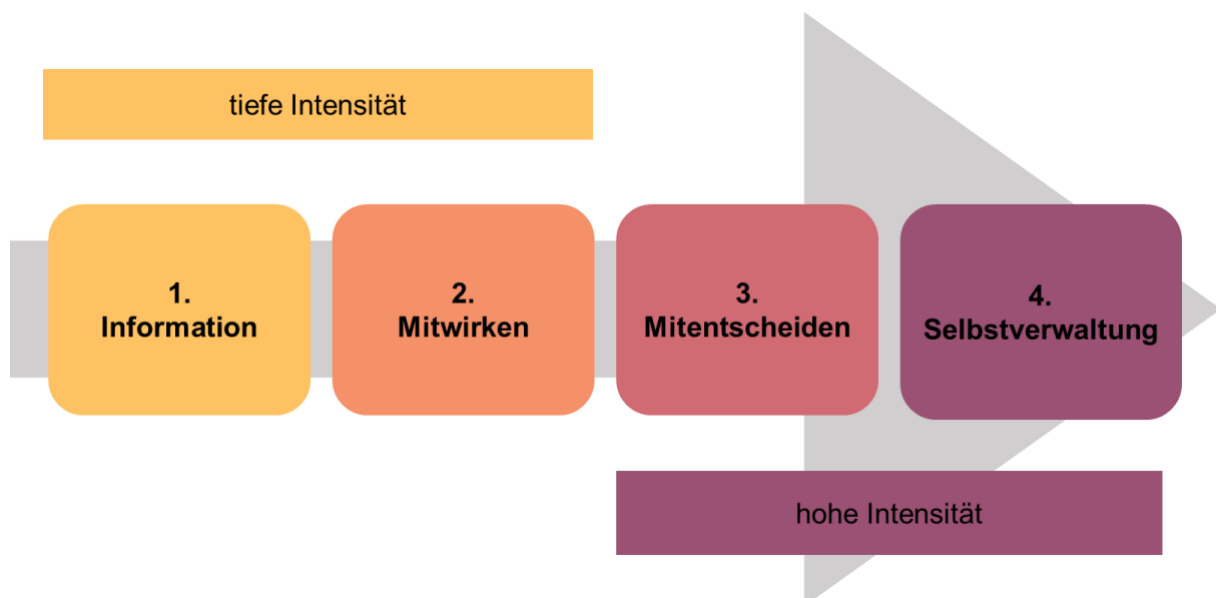 tiefe Intensität
1.
Information
2.
Mitwirken
3.
Mitentscheiden
4.
Selbstverwaltung
hohe Intensität